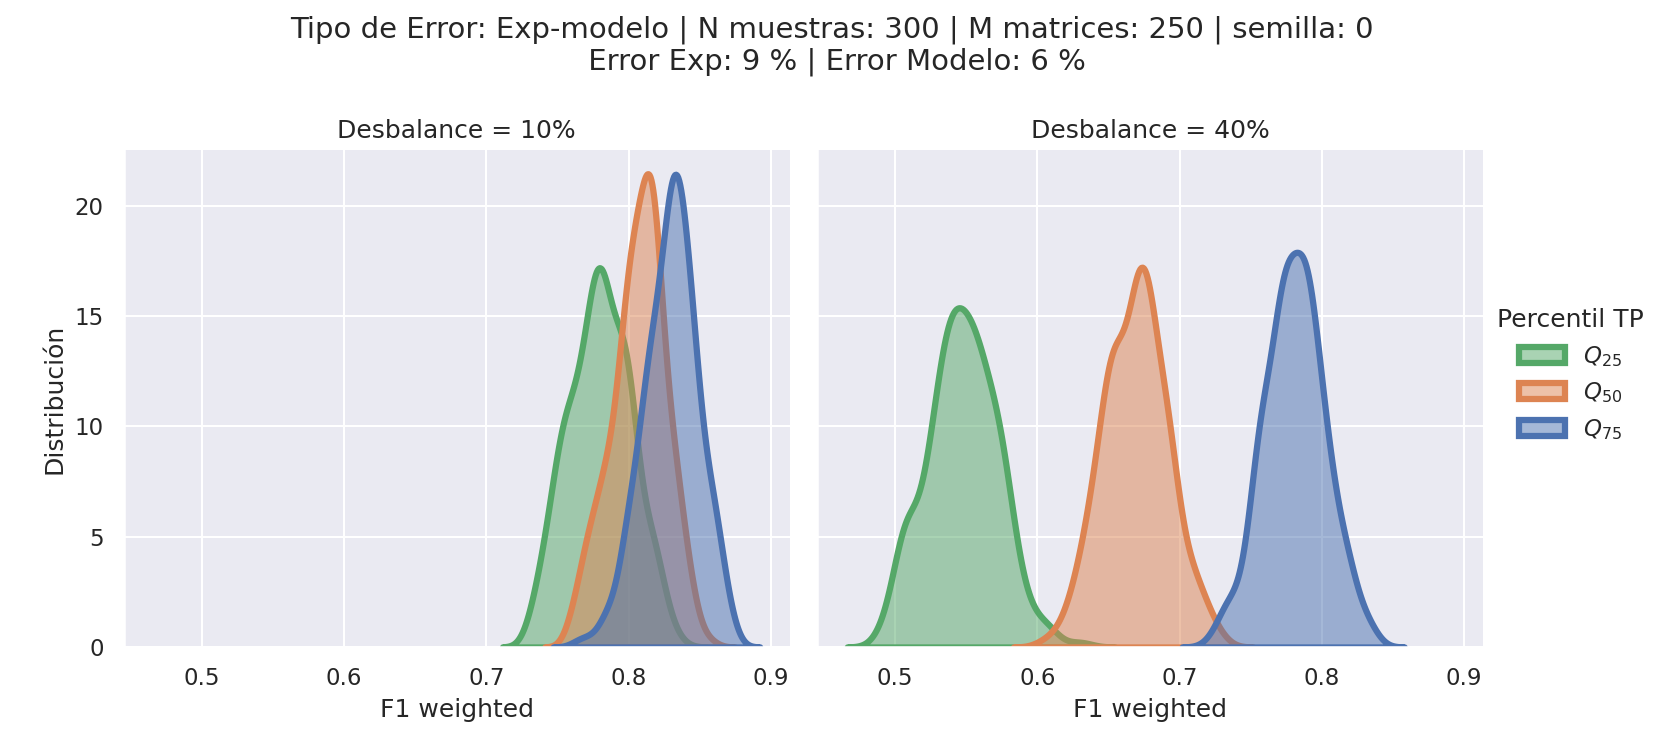 Tipo de Error: Exp-modelo | N muestras: 300 | M matrices: 250 | semilla: 0
Error Exp: 9 % | Error Modelo: 6 %
Desbalance = 10%
Desbalance = 40%
Distribución
20
15
10
5
0
0.5 0.6 0.7 0.8 0.9
F1 weighted
0.5 0.6 0.7 0.8 0.9
F1 weighted
Percentil TP
Q25
Q50
Q75